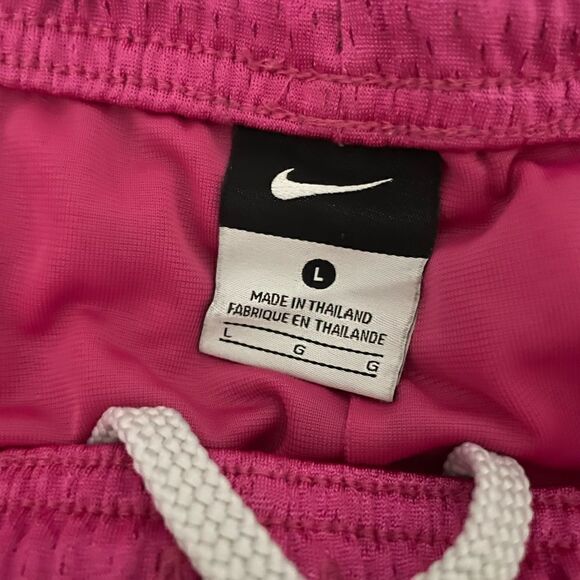 L
MADE IN THAILAND
FABRIQUE EN THAILANDE
L G G